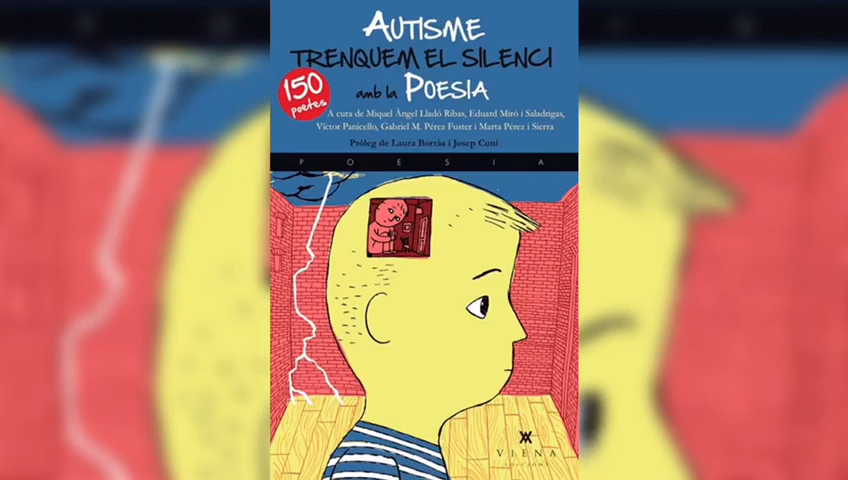 AUTISME
TRENQUEM EL SILENCI
amb la POESIA
150
poetes
A cura de Miquel Àngel Lladó Ribas, Eduard Miró i Saladrigas,
Víctor Panicello, Gabriel M. Pérez Fuster i Marta Pérez i Sierra
Pròleg de Laura Borràs i Josep Cuní
POESIA
VIENA
EDICIONS